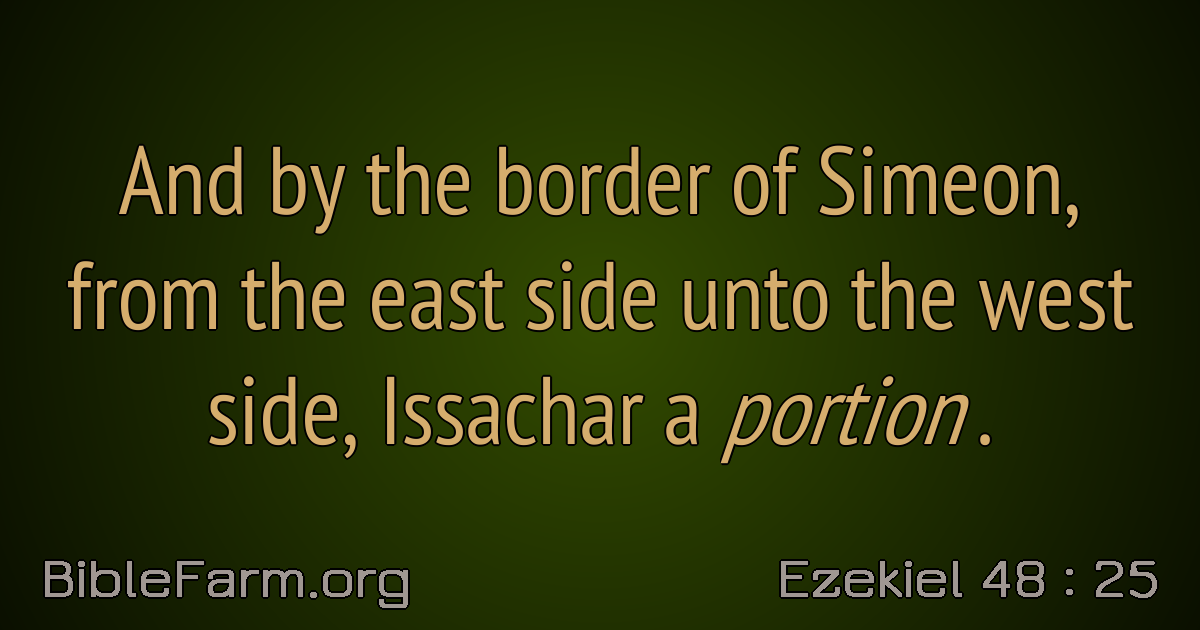 And by the border of Simeon,
from the east side unto the west
side, Issachar a portion .
BibleFarm.org
Ezekiel 48 : 25